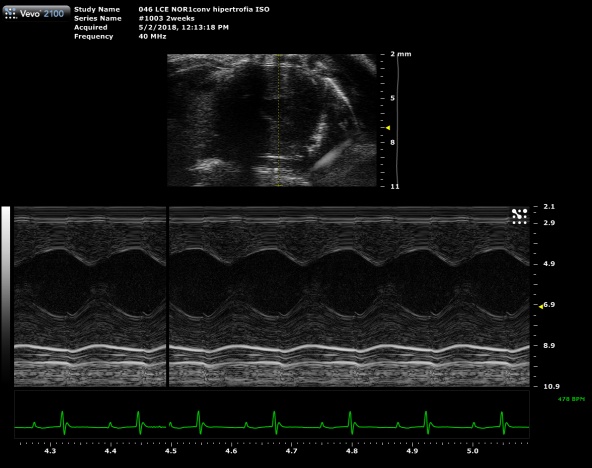 Vevo 2100
Study Name 046 LCE NOR1conv hipertrofia ISO
Series Name #1003 2weeks
Acquired 5/2/2018, 12:13:18 PM
Frequency 40 MHz
2 mm
5
8
11
2.1
2.9
4.9
6.9
8.9
10.9
478 BPM
4.3 4.4 4.5 4.6 4.7 4.8 4.9 5.0